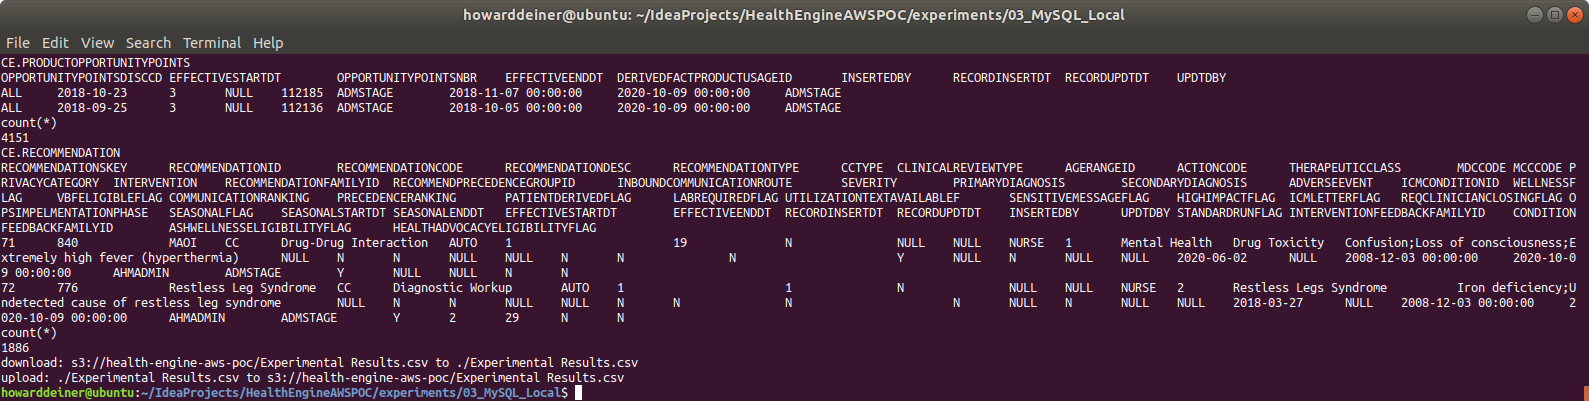 howarddeiner@ubuntu: ~/IdeaProjects/HealthEngineAWSPOC/experiments/03_MySQL_Local
File Edit View Search Terminal Help
CE.PRODUCTOPPORTUNITYPOINTS
OPPORTUNITYPOINTSDISCCD EFFECTIVESTARTDT OPPORTUNITYPOINTSNBR EFFECTIVEENDDT DERIVEDFACTPRODUCTUSAGEID INSERTEDBY RECORDINSERTDT RECORDUPDTDT UPDTDBY
ALL 2018-10-23 3 NULL 112185 ADMSTAGE 2018-11-07 00:00:00 2020-10-09 00:00:00 ADMSTAGE
ALL 2018-09-25 3 NULL 112136 ADMSTAGE 2018-10-05 00:00:00 2020-10-09 00:00:00 ADMSTAGE
count(*)
4151
CE.RECOMMENDATION
RECOMMENDATIONSKEY RECOMMENDATIONID RECOMMENDATIONCODE RECOMMENDATIONDESC RECOMMENDATIONTYPE CCTYPE CLINICALREVIEWTYPE AGERANGEID ACTIONCODE THERAPEUTICCLASS MDCCODE MCCCODE P
RIVACYCATEGORY INTERVENTION RECOMMENDATIONFAMILYID RECOMMENDPRECEDENCEGROUPID INBOUNDCOMMUNICATIONROUTE SEVERITY PRIMARYDIAGNOSIS SECONDARYDIAGNOSIS ADVERSEEVENT ICMCONDITIONID WELLNESSF
LAG VBFELIGIBLEFLAG COMMUNICATIONRANKING PRECEDENCERANKING PATIENTDERIVEDFLAG LABREQUIREDFLAG UTILIZATIONTEXTAVAILABLEF SENSITIVEMESSAGEFLAG HIGHIMPACTFLAG ICMLETTERFLAG REQCLINICIANCLOSINGFLAG O
PSIMPELMENTATIONPHASE SEASONALFLAG SEASONALSTARTDT SEASONALENDDT EFFECTIVESTARTDT EFFECTIVEENDDT RECORDINSERTDT RECORDUPDTDT INSERTEDBY UPDTDBY STANDARDRUNFLAG INTERVENTIONFEEDBACKFAMILYID CONDITION
FEEDBACKFAMILYID ASHWELLNESSELIGIBILITYFLAG HEALTHADVOCACYELIGIBILITYFLAG
71 840 MAOI CC Drug-Drug Interaction AUTO 1 19 N NULL NULL NURSE 1 Mental Health Drug Toxicity Confusion;Loss of consciousness;E
xtremely high fever (hyperthermia) NULL N N NULL NULL N N N Y NULL N NULL NULL 2020-06-02 NULL 2008-12-03 00:00:00 2020-10-0
9 00:00:00 AHMADMIN ADMSTAGE Y NULL NULL N N
72 776 Restless Leg Syndrome CC Diagnostic Workup AUTO 1 1 N NULL NULL NURSE 2 Restless Legs Syndrome Iron deficiency;U
ndetected cause of restless leg syndrome NULL N N NULL NULL N N N N NULL N N NULL NULL 2018-03-27 NULL 2008-12-03 00:00:00 2
020-10-09 00:00:00 AHMADMIN ADMSTAGE Y 2 29 N N
count(*)
1886
download: s3://health-engine-aws-poc/Experimental Results.csv to ./Experimental Results.csv
upload: ./Experimental Results.csv to s3://health-engine-aws-poc/Experimental Results.csv
howarddeiner@ubuntu:~/IdeaProjects/HealthEngineAWSPOC/experiments/03_MySQL_Local$